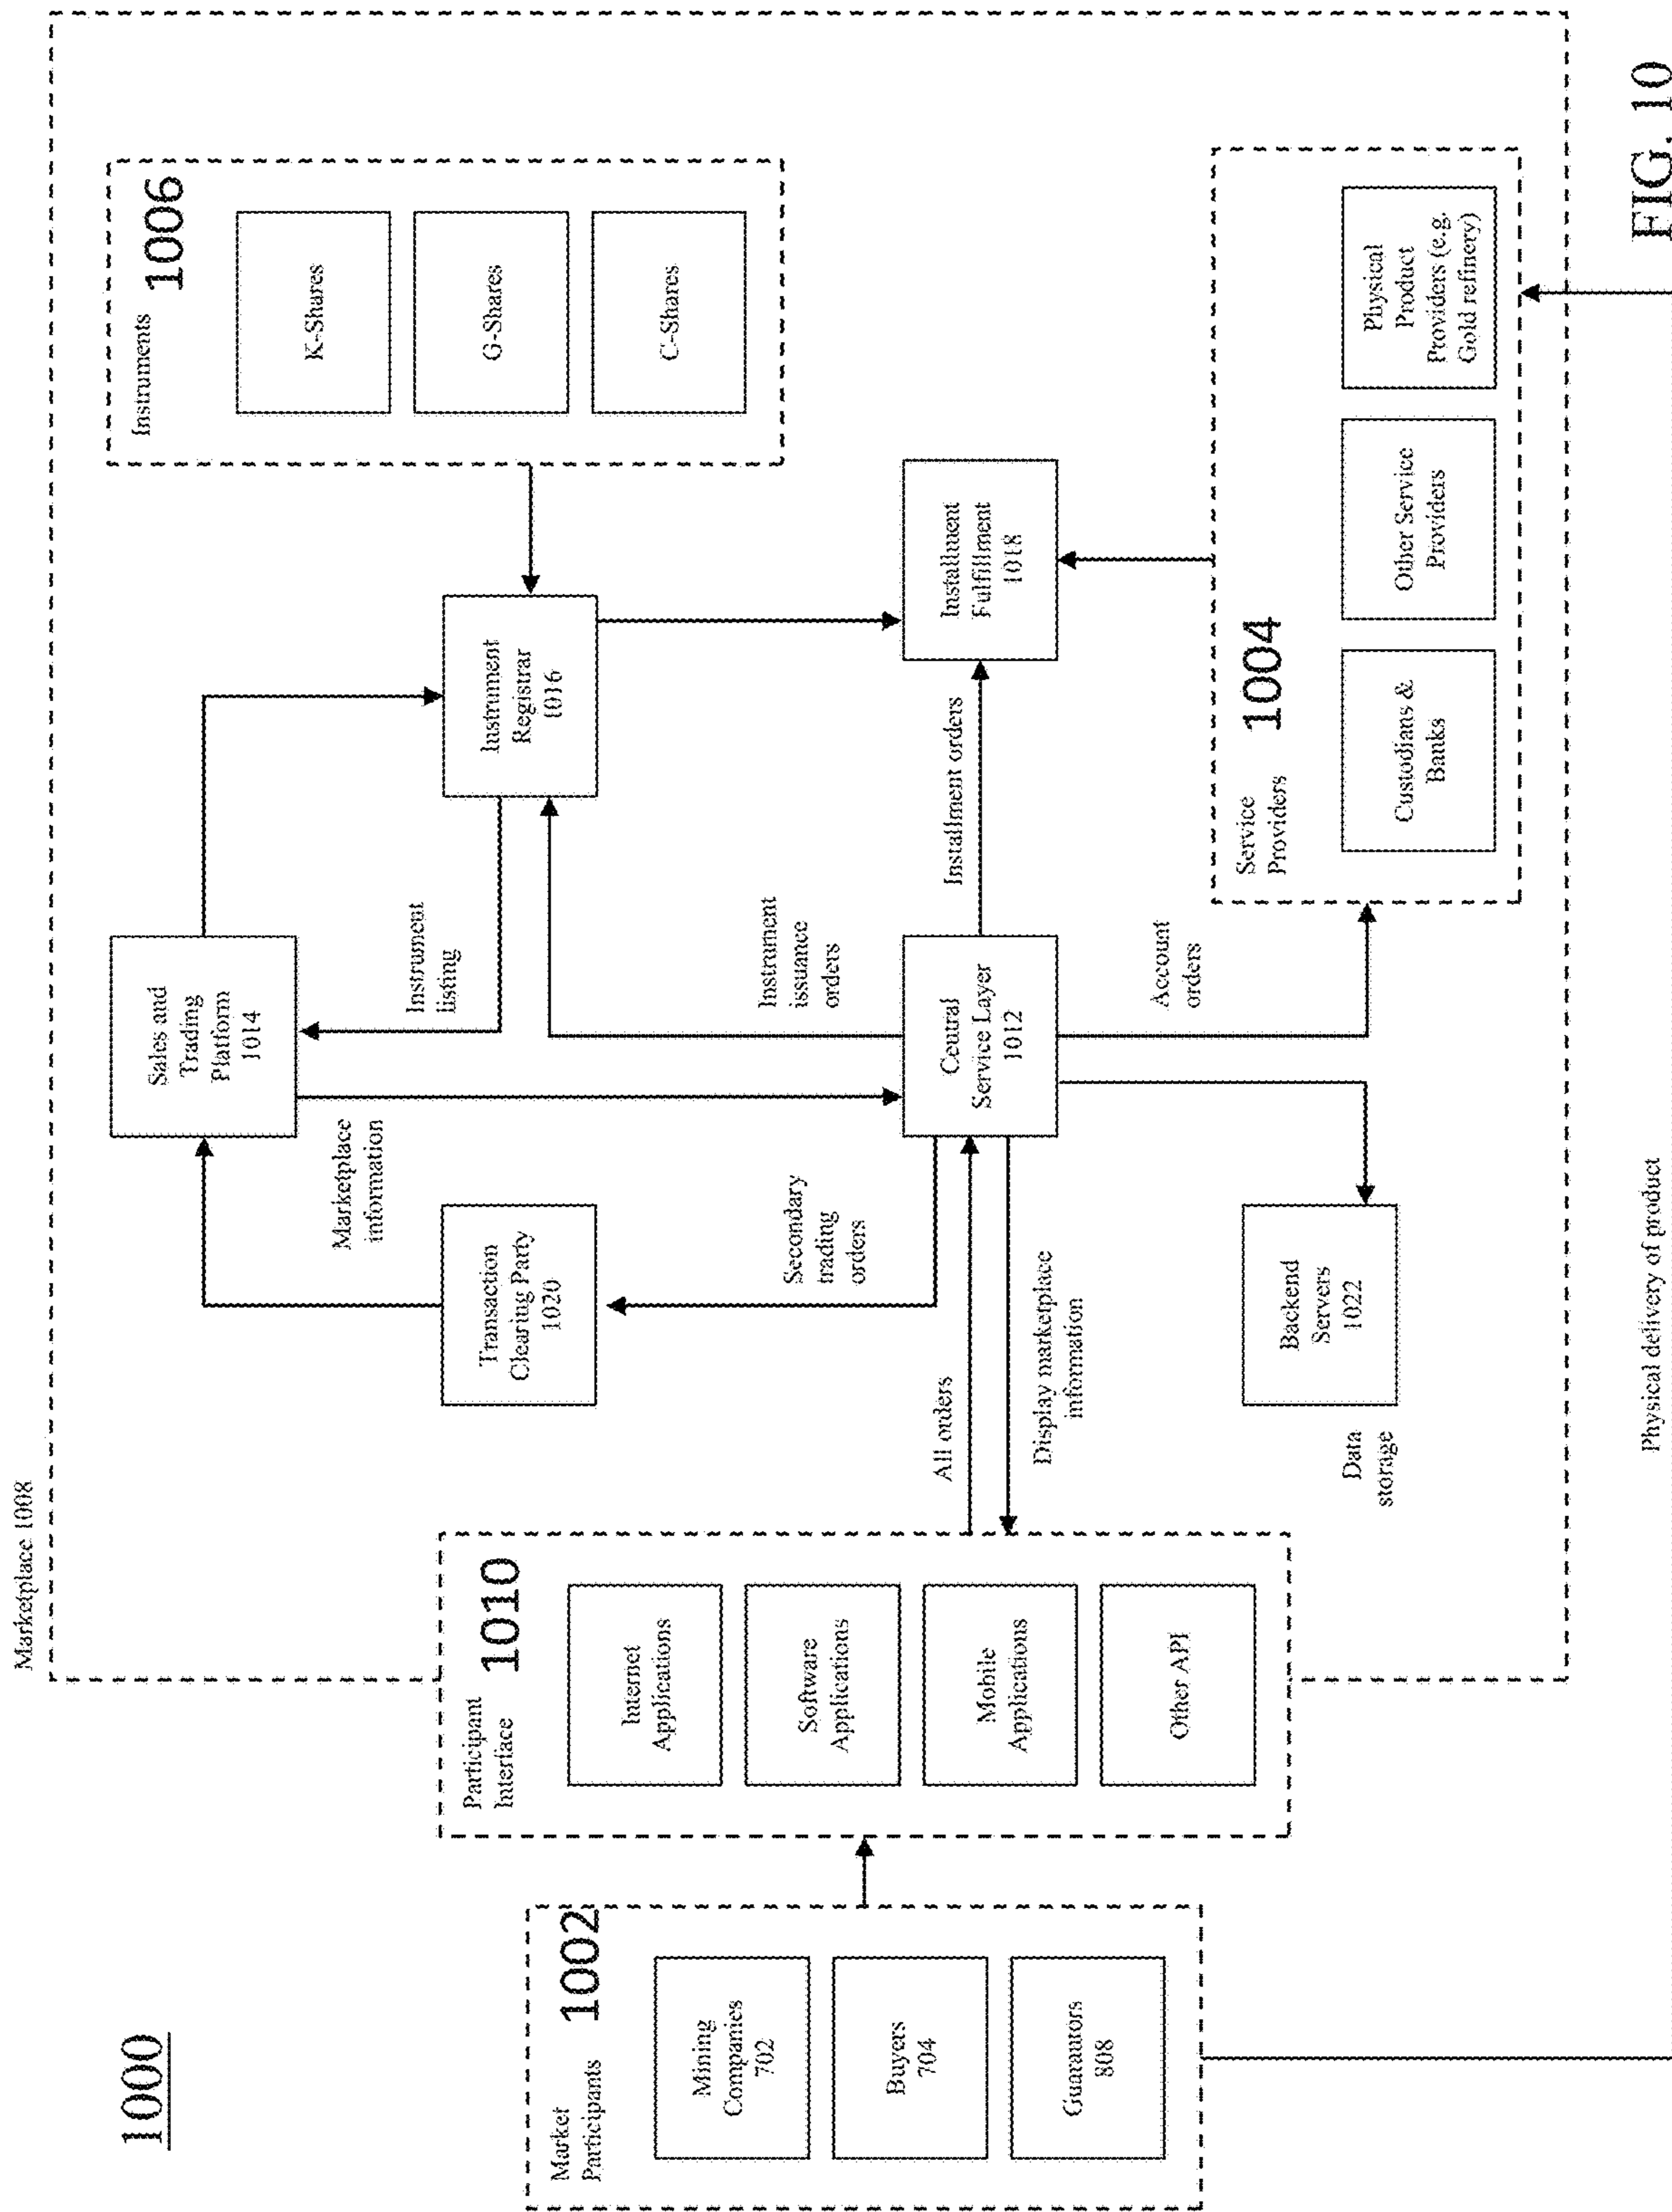 1000
Marketplace 1008
Market
Participants
1002
Mining
Companies
702
Buyers
704
Guarantors
808
Participant
Interface
1010
Internet
Applications
Software
Applications
Mobile
Applications
Other API
All orders
Display marketplace
information
Transaction
Clearing Party
1020
Secondary
trading
orders
Marketplace
information
Sales and
Trading
Platform
1014
Instrument
listing
Instrument
issuance
orders
Central
Service Layer
1012
Installment orders
Account
orders
Backend
Servers
1022
Data
storage
Instrument
Registrar
1016
Installment
Fulfillment
1018
Instruments
1006
K-Shares
G-Shares
C-Shares
Service
Providers
1004
Custodians &
Banks
Other Service
Providers
Physical
Product
Providers (e.g.
Gold refinery)
Physical delivery of product
FIG. 10